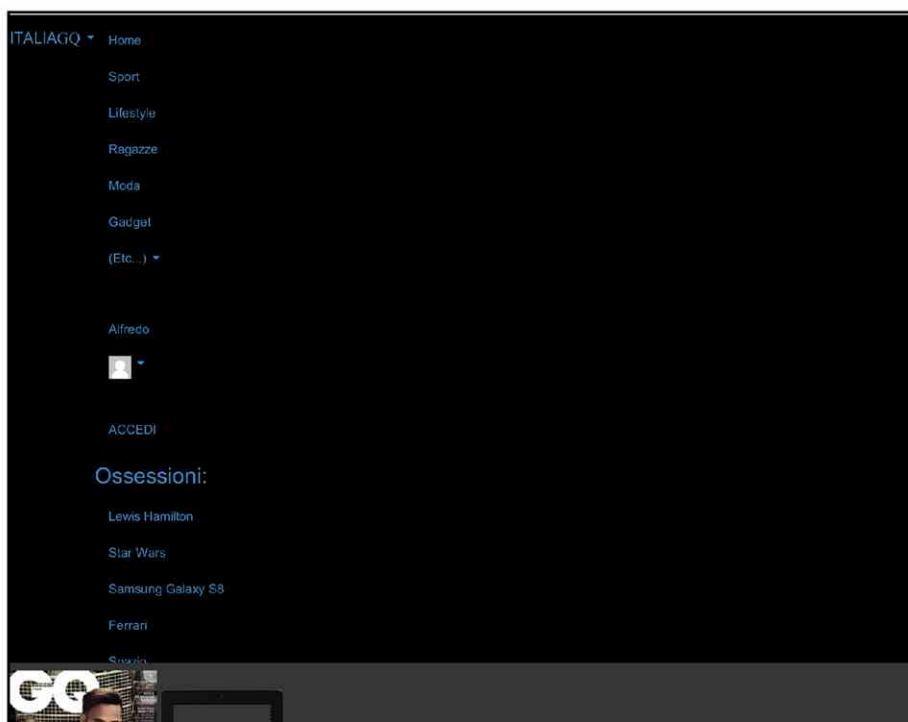 ITALIAGQ
Home
Sport
Lifestyle
Ragazze
Moda
Gadget
(Etc...)
Alfredo
ACCEDI
Ossessioni:
Lewis Hamilton
Star Wars
Samsung Galaxy S8
Ferrari
GQ